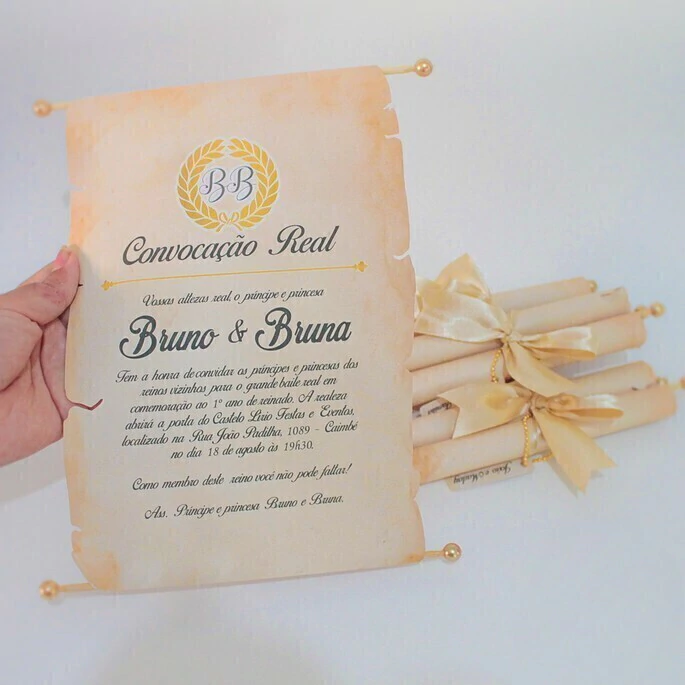 BB
Convocação Real
Vossas altezas real, o príncipe e princesa
Bruno & Bruna
Tem a honra de convidar os príncipes e princesas dos
reinos vizinhos para o grande baile real em
comemoração ao 1º ano de reinado. A realeza
abrirá a porta do Castelo Lírio Festas e Eventos,
localizado na Rua João Padilha, 1089 - Caimbé
no dia 18 de agosto às 19h30.
Como membro deste reino você não pode faltar!
Ass. Príncipe e princesa Bruno e Bruna.